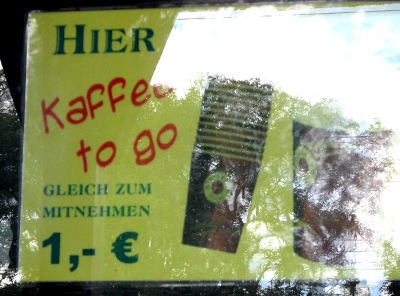 HIER
Kaffee
to go
GLEICH ZUM
MITNEHMEN
1,- €